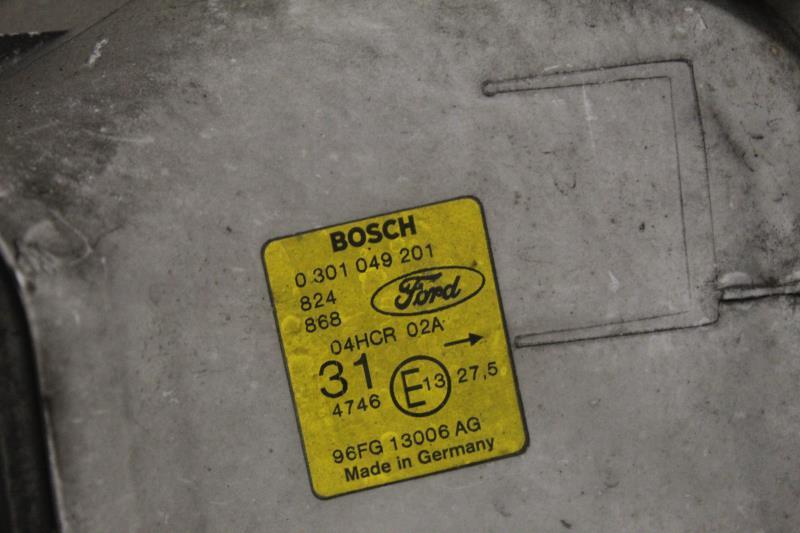 BOSCH
0 301 049 201
824
868
Ford
04HCR 02A
31
4746
E13
27,5
96FG 13006 AG
Made in Germany